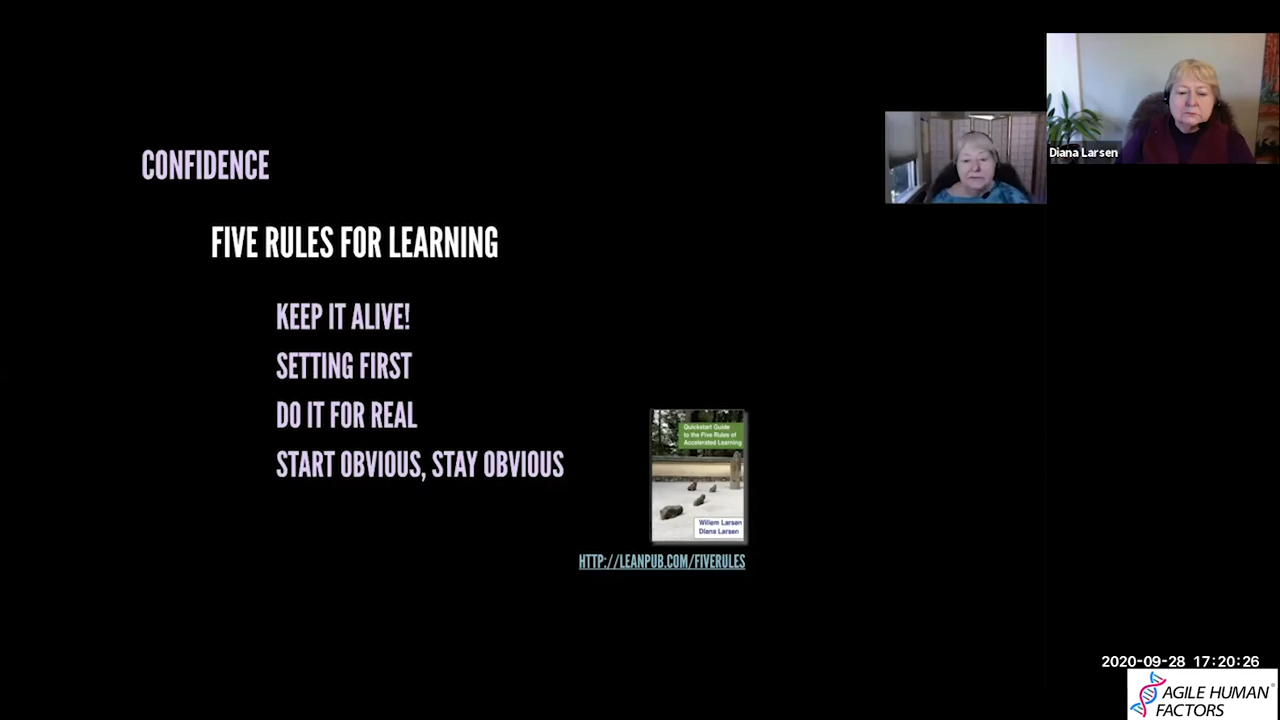 CONFIDENCE
FIVE RULES FOR LEARNING
KEEP IT ALIVE!
SETTING FIRST
DO IT FOR REAL
START OBVIOUS, STAY OBVIOUS
Quickstart Guide
to the Five Rules of
Accelerated Learning
Willem Larsen
Diana Larsen
HTTP://LEANPUB.COM/FIVERULES
Diana Larsen
2020-09-28 17:20:26
AGILE HUMAN
FACTORS